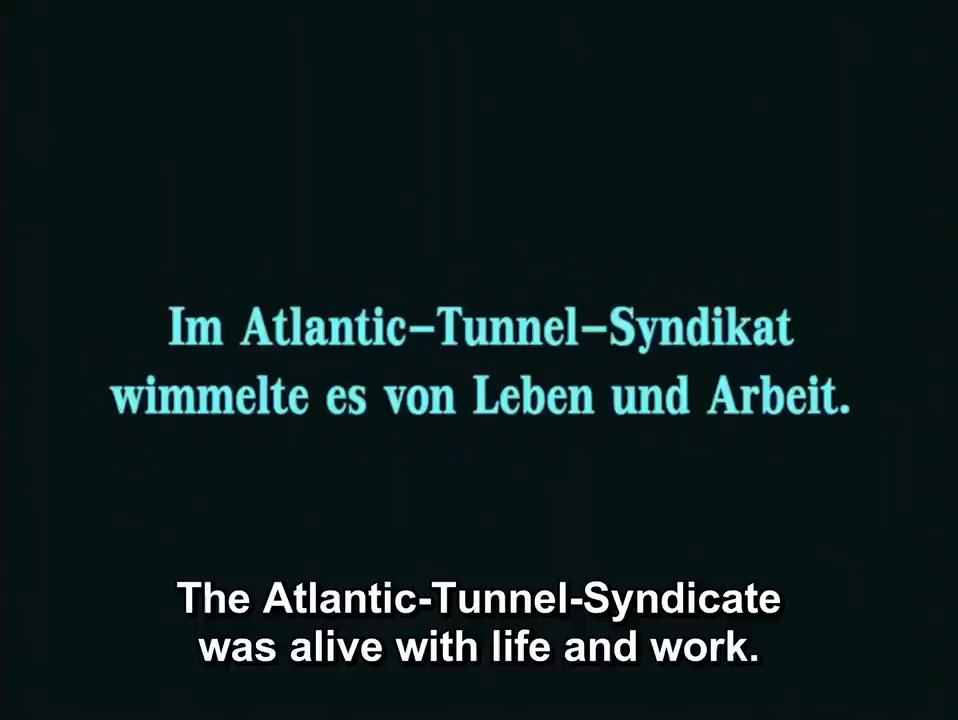 Im Atlantic-Tunnel-Syndikat
wimmelte es von Leben und Arbeit.
The Atlantic-Tunnel-Syndicate
was alive with life and work.